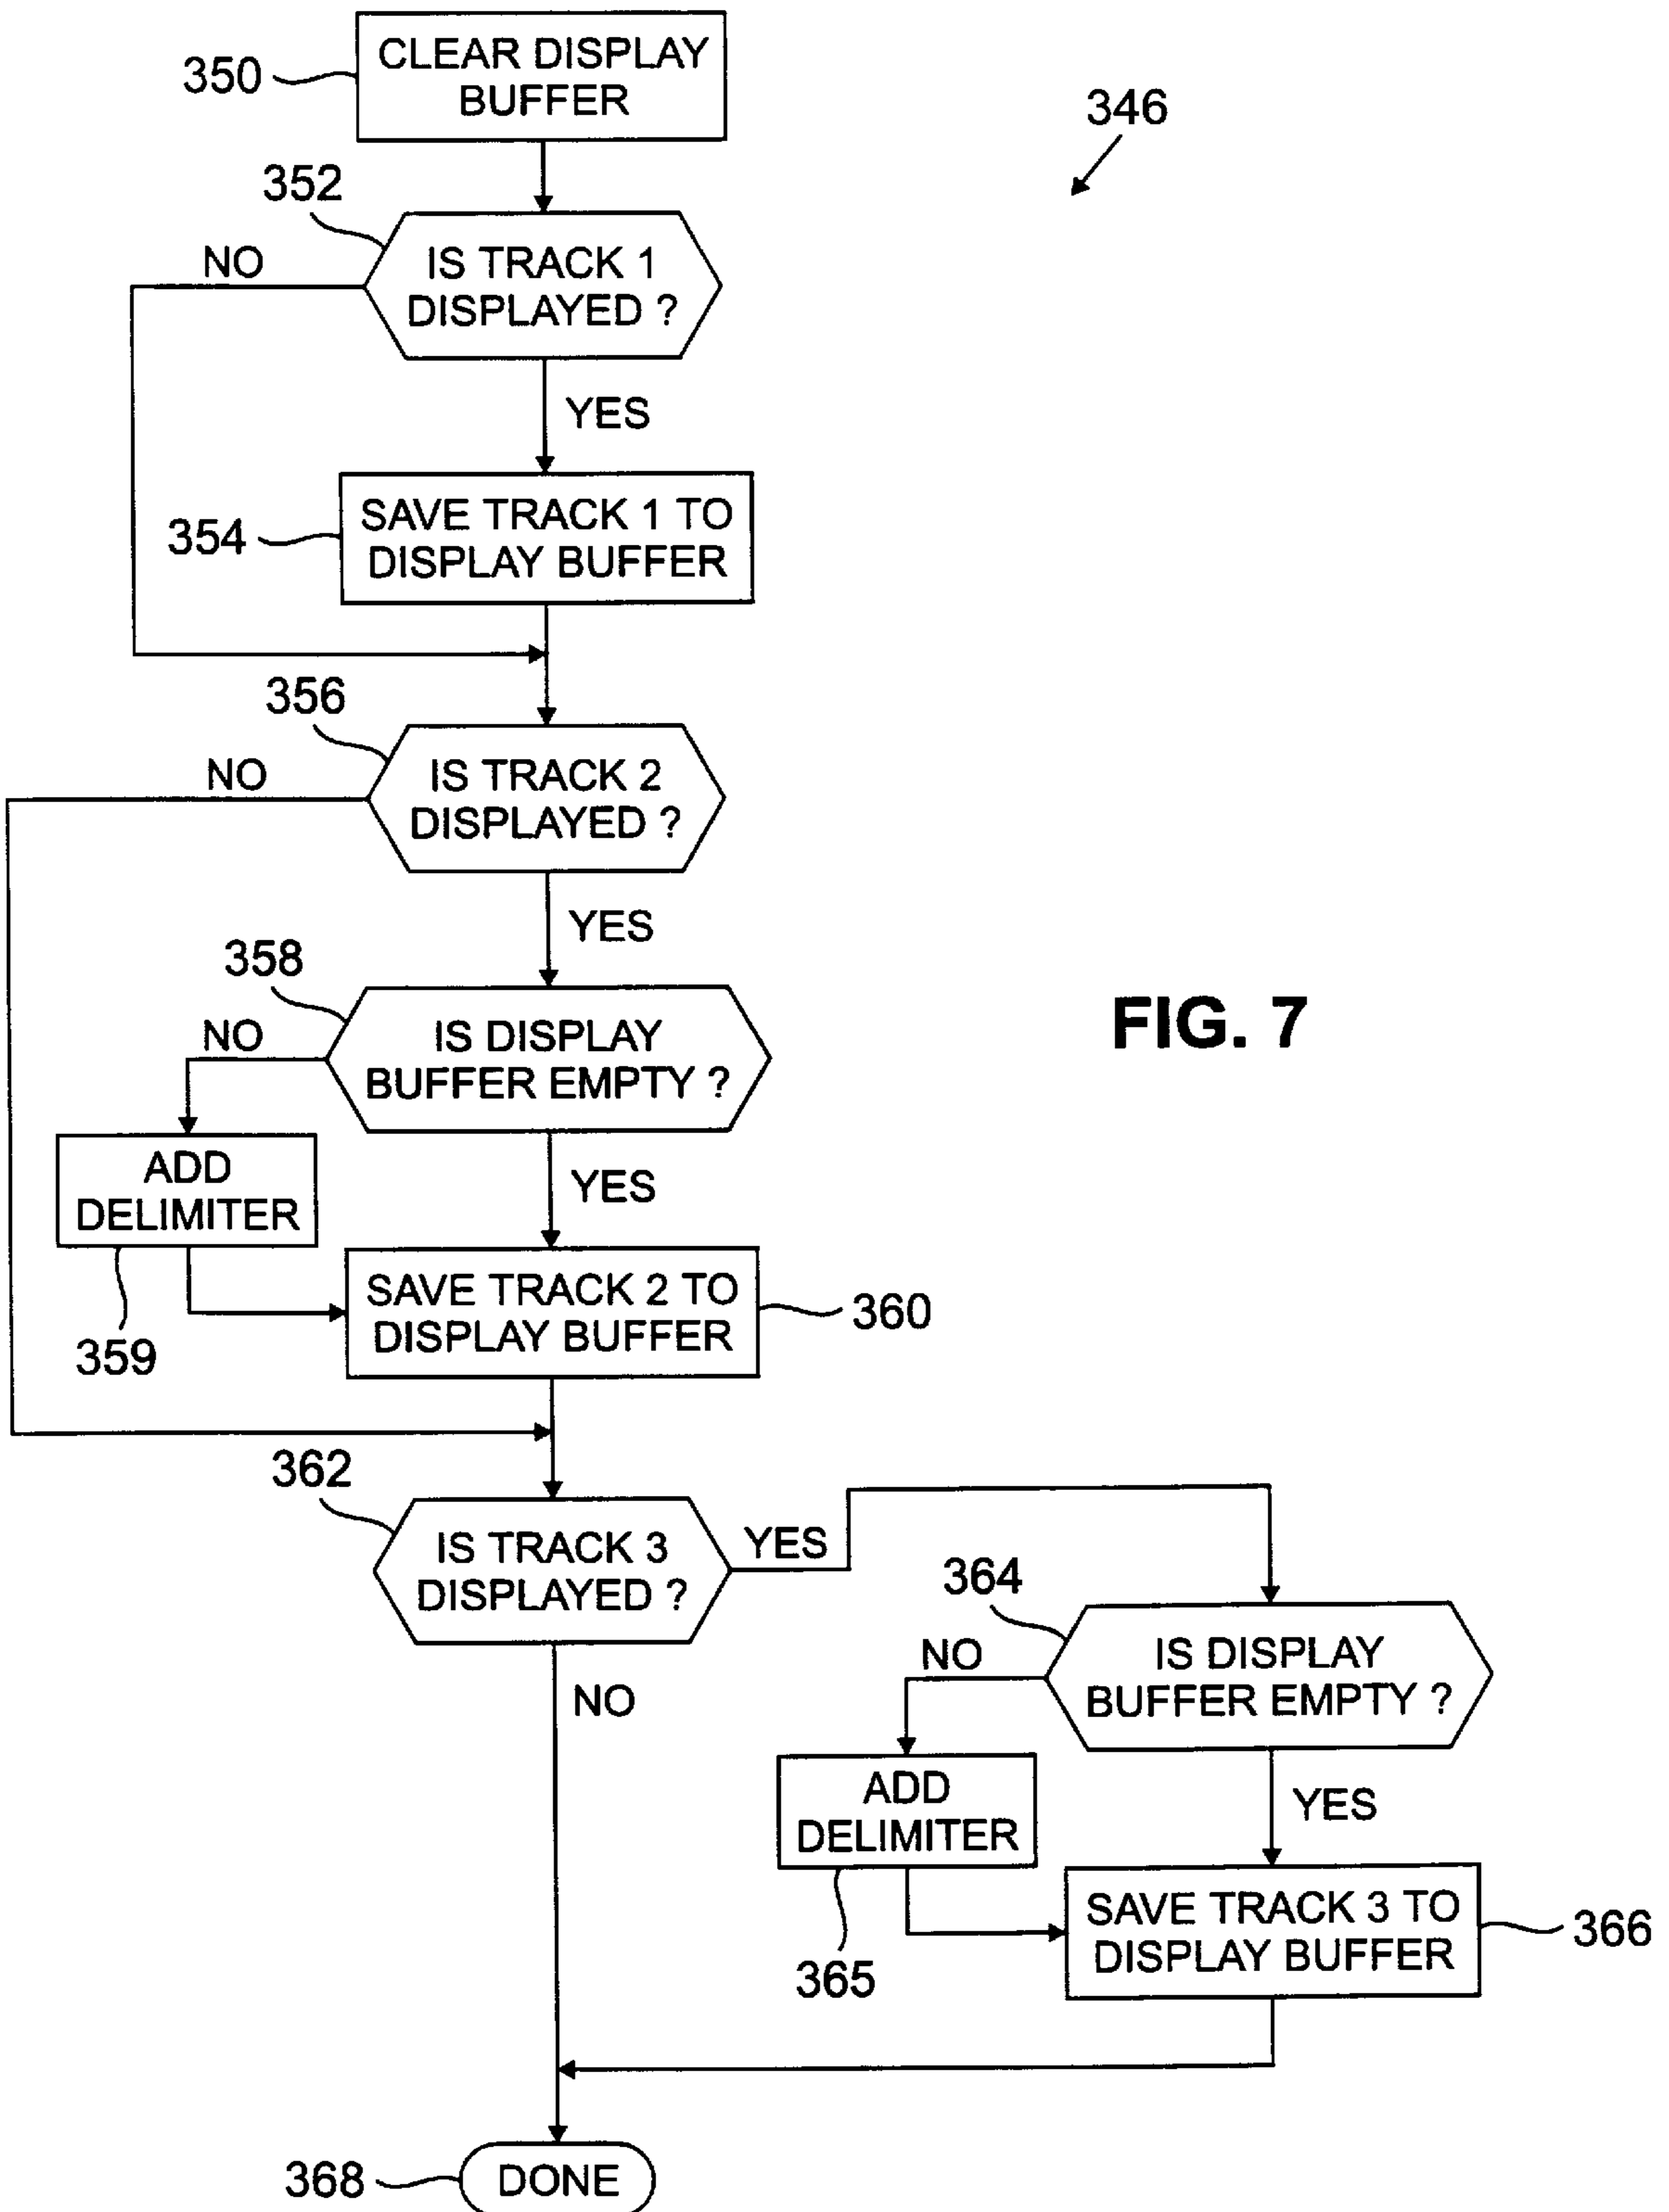 CLEAR DISPLAY
BUFFER
350
346
352
NO
IS TRACK 1
DISPLAYED ?
YES
354
SAVE TRACK 1 TO
DISPLAY BUFFER
356
NO
IS TRACK 2
DISPLAYED ?
YES
358
NO
IS DISPLAY
BUFFER EMPTY ?
FIG. 7
ADD
DELIMITER
YES
359
SAVE TRACK 2 TO
DISPLAY BUFFER
360
362
IS TRACK 3
DISPLAYED ?
YES
364
NO
IS DISPLAY
BUFFER EMPTY ?
NO
ADD
DELIMITER
YES
365
SAVE TRACK 3 TO
DISPLAY BUFFER
366
368
DONE